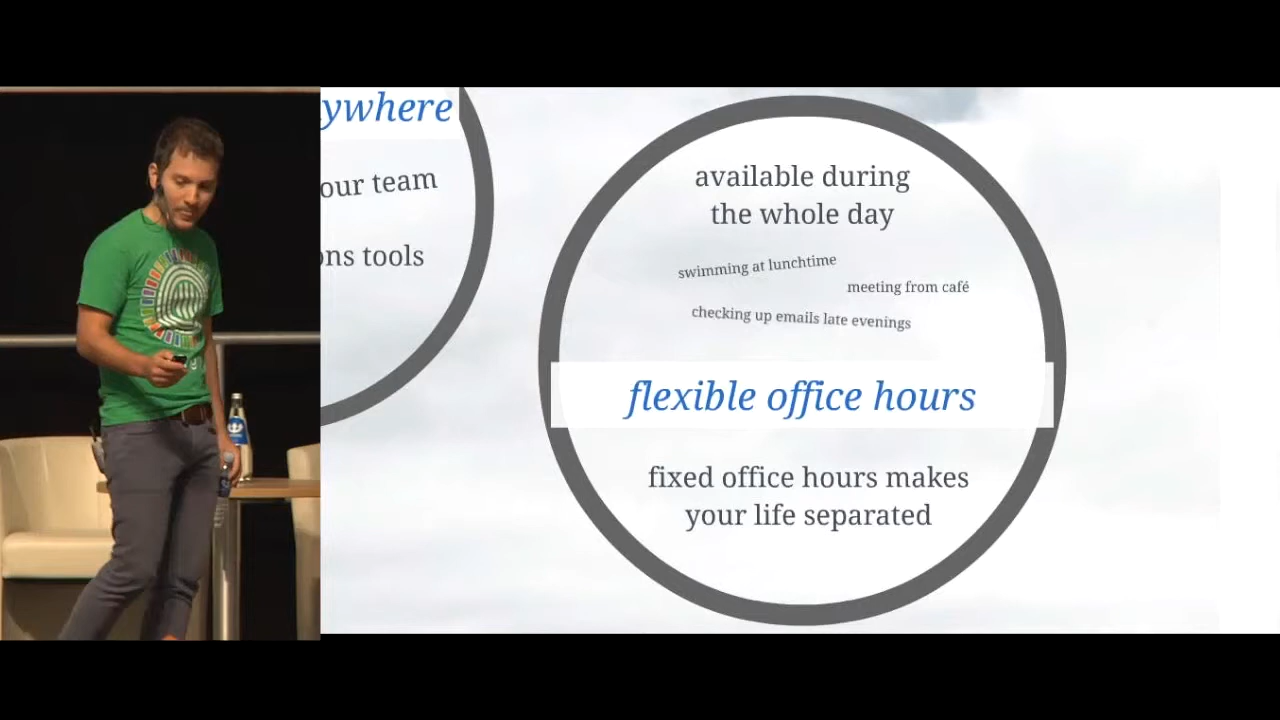 ywhere
our team
ons tools
available during
the whole day
swimming at lunchtime
meeting from café
checking up emails late evenings
flexible office hours
fixed office hours makes
your life separated